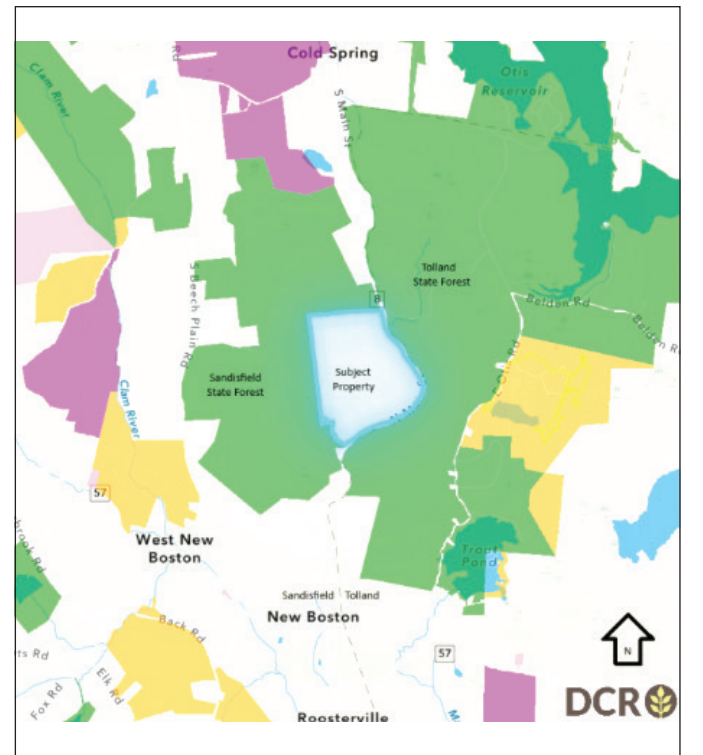 Cold Spring
Rd
Clam River
Otis
Reservoir
S Main St
Tolland
State Forest
8
S Beech Plain Rd
Belden Rd
Belden R
Subject
Property
Sandisfield
State Forest
Clam River
57
West New
Boston
Trout
Pond
Sandisfield
Tolland
New Boston
brook Rd
Back Rd
57
N
ts Rd
Elk Rd
Fox Rd
DCR
Roosterville